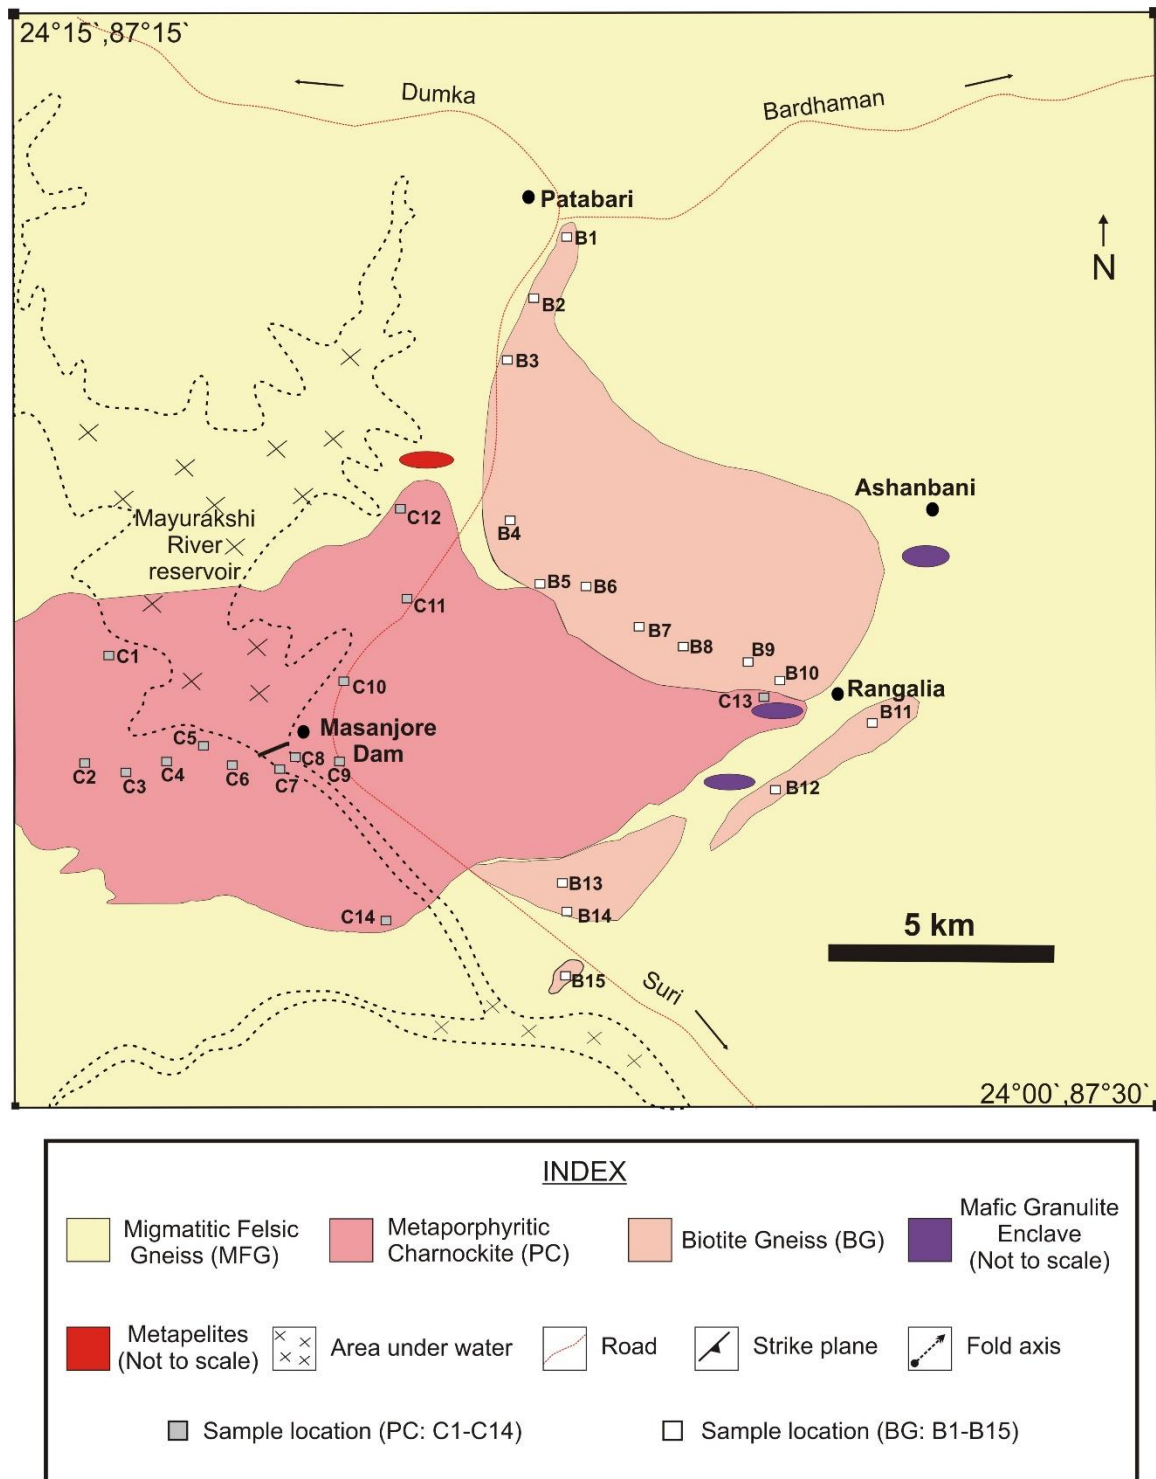 24°15`,87°15`
Dumka
Bardhaman
Patabari
B1
N
B2
B3
Ashanbani
C12
B4
Mayurakshi
River
reservoir
B5
B6
C11
B7
B8
B9
C1
B10
C10
C13
Rangalia
B11
Masanjore
Dam
C5
C8
C2
C3
C4
C6
C7
C9
B12
B13
C14
B14
5 km
B15
Suri
24°00`,87°30`
INDEX
Migmatitic Felsic
Gneiss (MFG)
Metaporphyritic
Charnockite (PC)
Biotite Gneiss (BG)
Mafic Granulite
Enclave
(Not to scale)
Metapelites
(Not to scale)
Area under water
Road
Strike plane
Fold axis
Sample location (PC: C1-C14)
Sample location (BG: B1-B15)